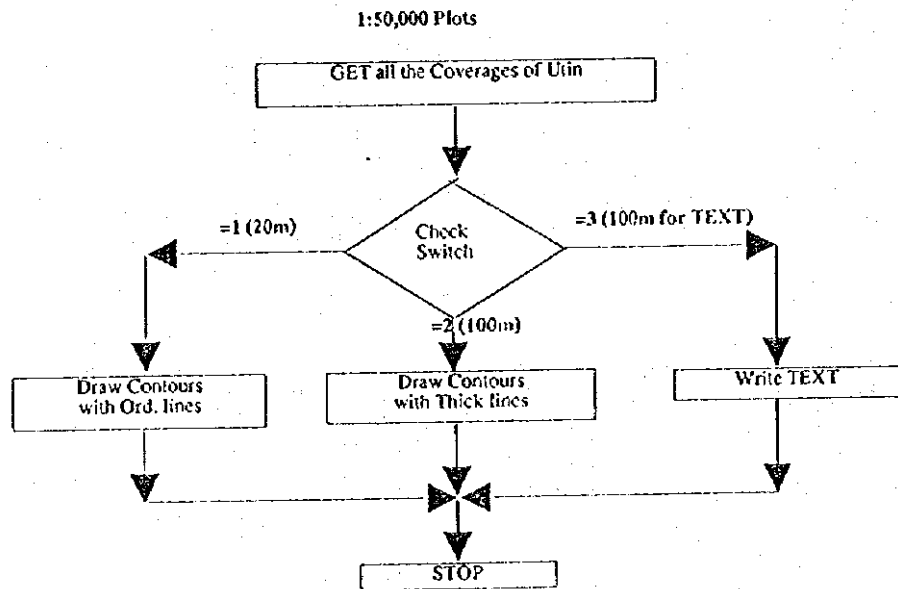 1:50,000 Plots
GET all the Coverages of Utin
=1 (20m)
Check
Switch
=3 (100m for TEXT)
=2 (100m)
Draw Contours
with Ord. lines
Draw Contours
with Thick lines
Write TEXT
STOP